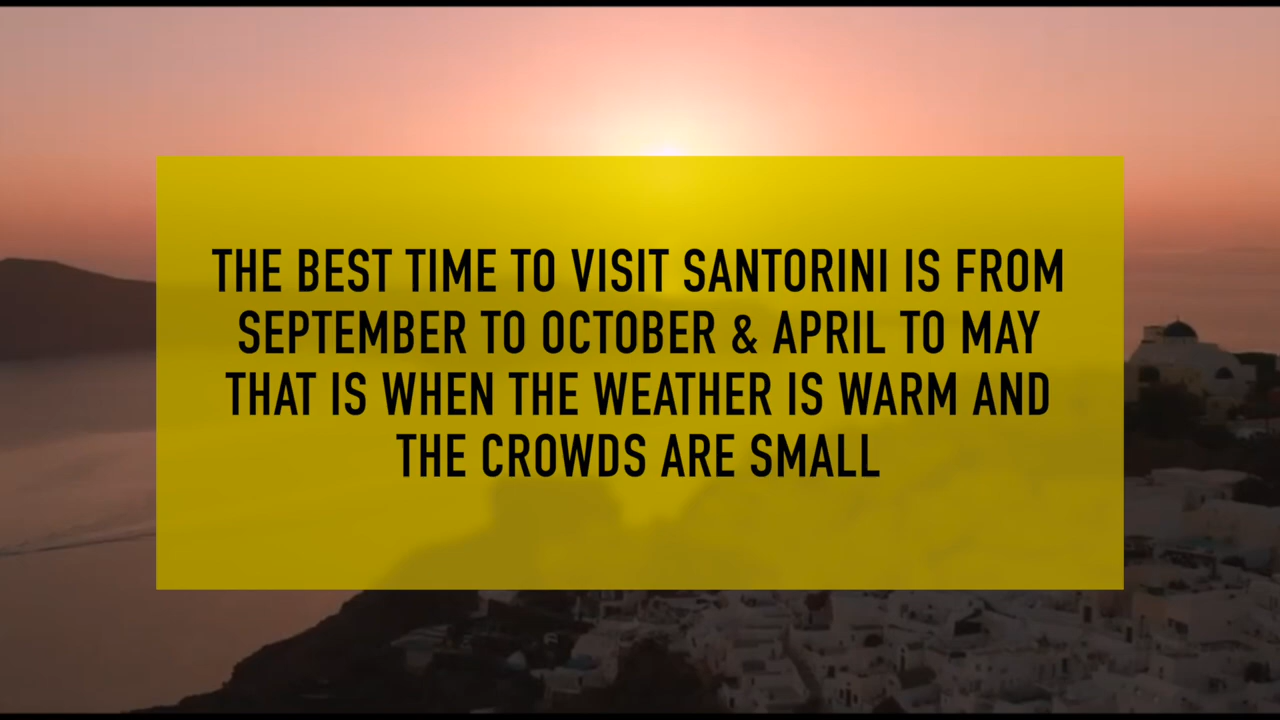 THE BEST TIME TO VISIT SANTORINI IS FROM
SEPTEMBER TO OCTOBER & APRIL TO MAY
THAT IS WHEN THE WEATHER IS WARM AND
THE CROWDS ARE SMALL